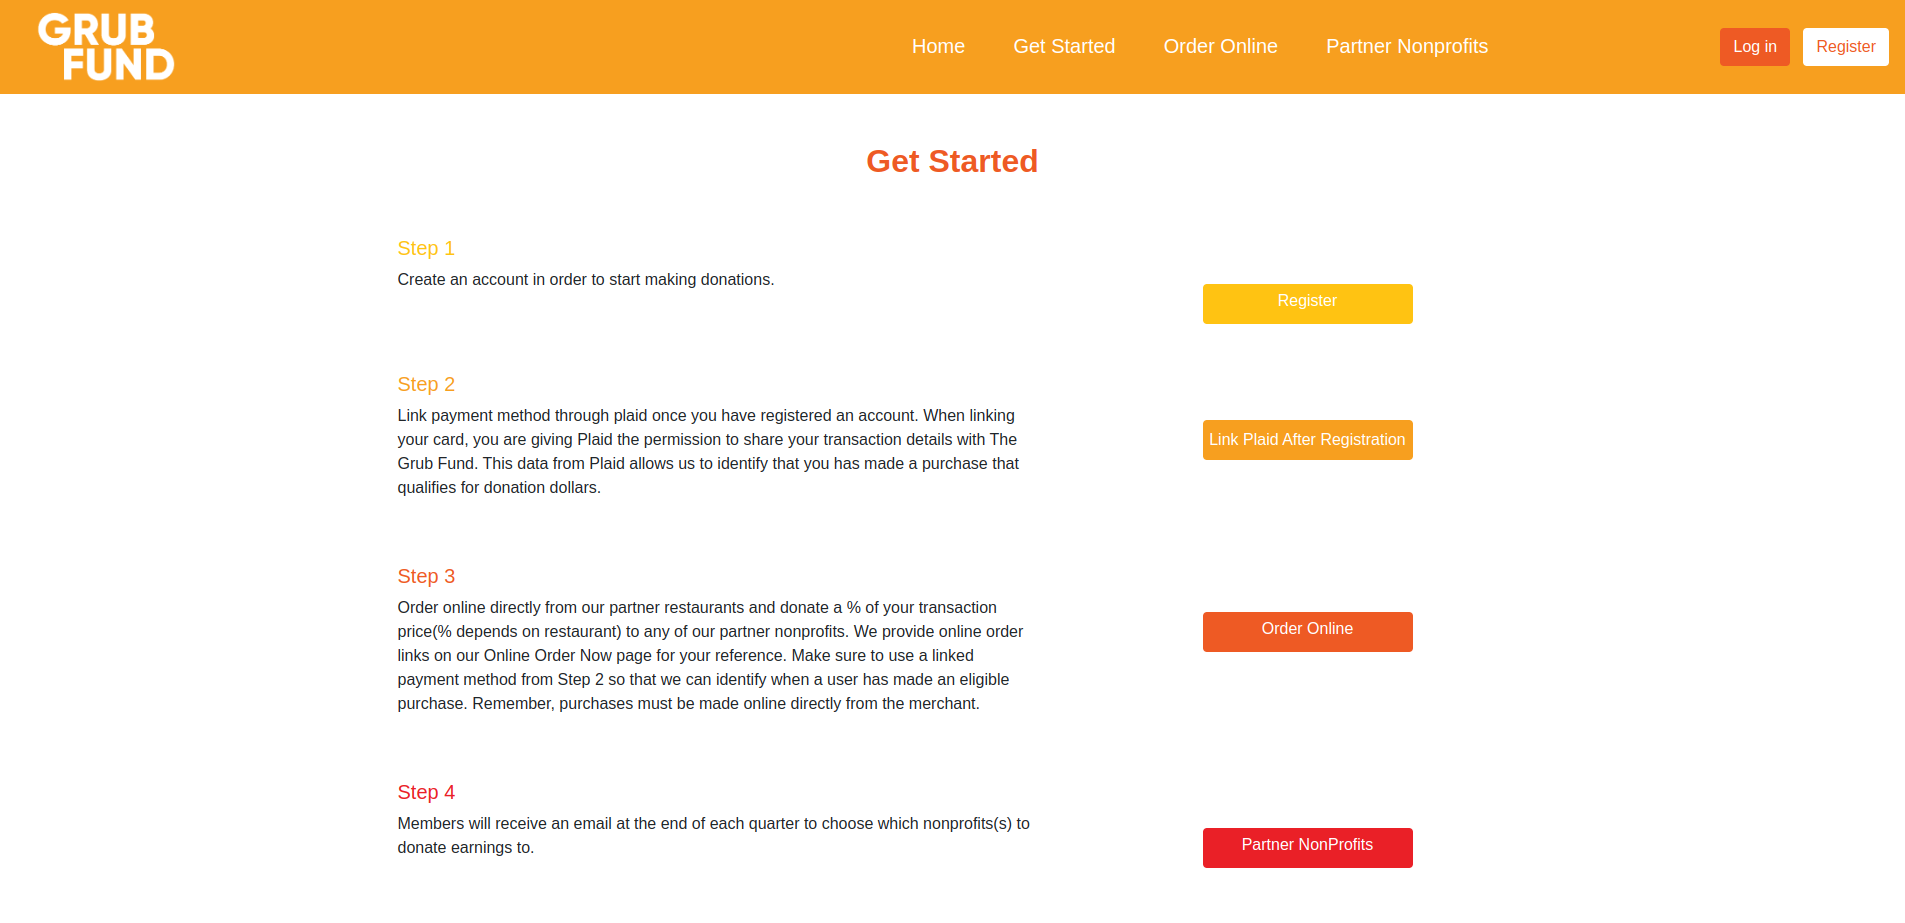 GRUB
FUND
Home
Get Started
Order Online
Partner Nonprofits
Log in
Register
Get Started
Step 1
Create an account in order to start making donations.
Register
Step 2
Link payment method through plaid once you have registered an account. When linking
your card, you are giving Plaid the permission to share your transaction details with The
Grub Fund. This data from Plaid allows us to identify that you has made a purchase that
qualifies for donation dollars.
Link Plaid After Registration
Step 3
Order online directly from our partner restaurants and donate a % of your transaction
price(% depends on restaurant) to any of our partner nonprofits. We provide online order
links on our Online Order Now page for your reference. Make sure to use a linked
payment method from Step 2 so that we can identify when a user has made an eligible
purchase. Remember, purchases must be made online directly from the merchant.
Order Online
Step 4
Members will receive an email at the end of each quarter to choose which nonprofits(s) to
donate earnings to.
Partner NonProfits